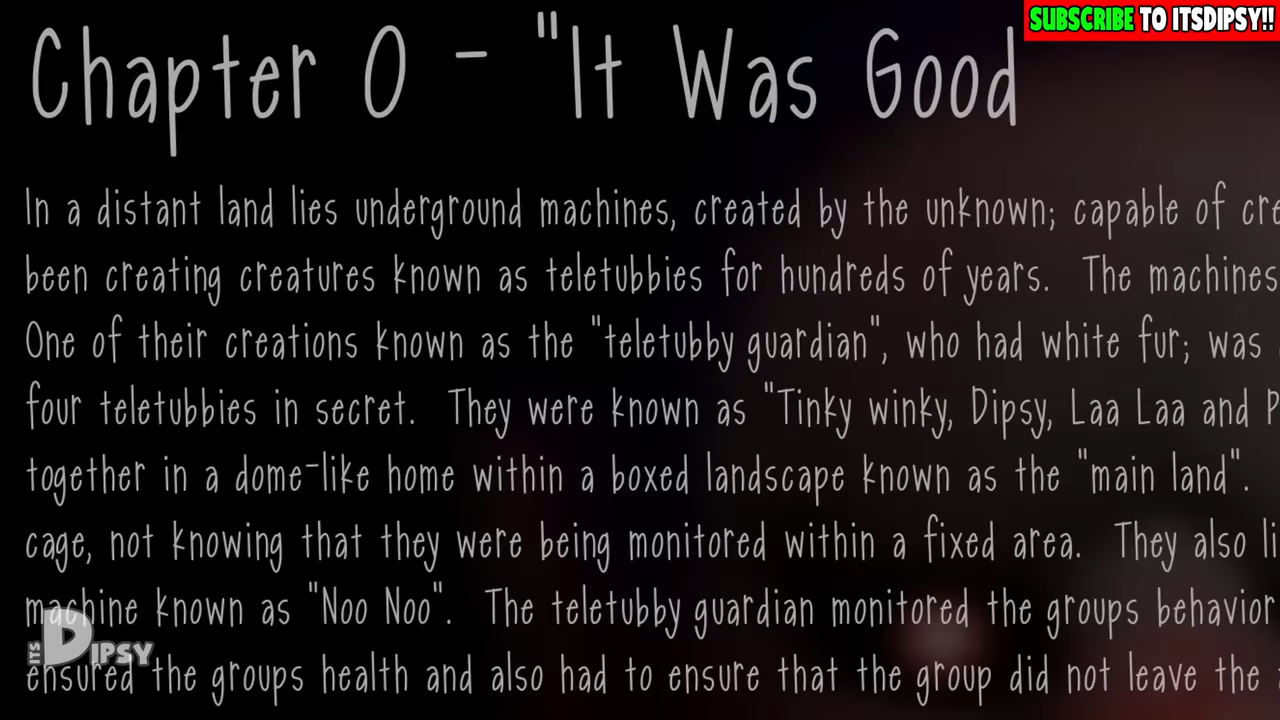 SUBSCRIBE TO ITSDIPSY!!
Chapter 0 - "It Was Good
In a distant land lies underground machines, created by the unknown; capable of
been creating creatures known as teletubbies for hundreds of years. The machines
One of their creations known as the "teletubby guardian", who had white fur; was
four teletubbies in secret. They were known as "Tinky winky, Dipsy, Laa Laa and
together in a dome-like home within a boxed landscape known as the "main land".
cage, not knowing that they were being monitored within a fixed area. They also
machine known as "Noo Noo". The teletubby guardian monitored the groups behavior
ensured the groups health and also had to ensure that the group did not leave the
ITS DIPSY